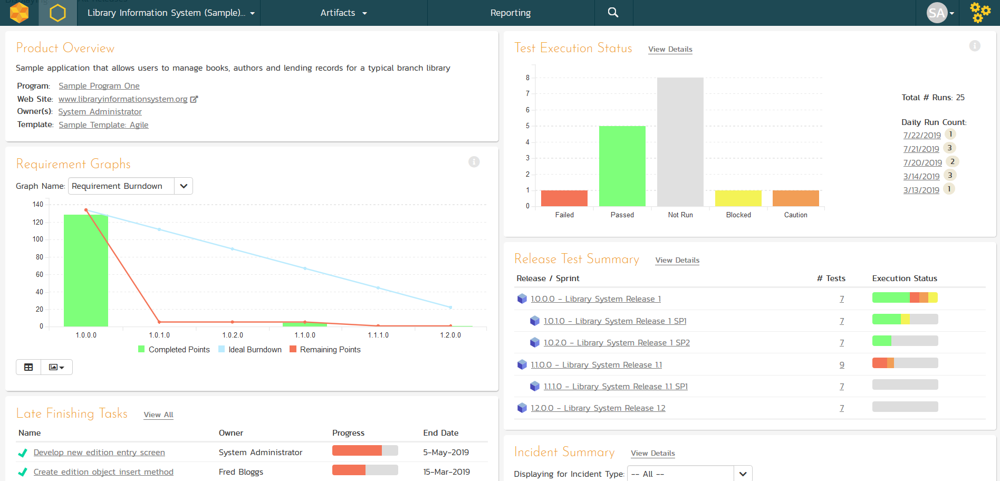 Library Information System (Sample)...
Artifacts
Reporting
SA
Product Overview
Sample application that allows users to manage books, authors and lending records for a typical branch library
Program: Sample Program One
Web Site: www.libraryinformationsystem.org
Owner(s): System Administrator
Template: Sample Template: Agile
Requirement Graphs
Graph Name: Requirement Burndown
140
120
100
80
60
40
20
0
1.0.0.0 1.0.1.0 1.0.2.0 1.1.0.0 1.1.1.0 1.2.0.0
Completed Points Ideal Burndown Remaining Points
Late Finishing Tasks View All
Name Owner Progress End Date
Develop new edition entry screen System Administrator 5-May-2019
Create edition object insert method Fred Bloggs 15-Mar-2019
Test Execution Status View Details
8
7
6
5
4
3
2
1
0
Failed Passed Not Run Blocked Caution
Total # Runs: 25
Daily Run Count:
7/22/2019 1
7/21/2019 3
7/20/2019 2
3/14/2019 3
3/13/2019 1
Release Test Summary View Details
Release / Sprint # Tests Execution Status
1.0.0.0 - Library System Release 1 7
1.0.1.0 - Library System Release 1 SP1 7
1.0.2.0 - Library System Release 1 SP2 7
1.1.0.0 - Library System Release 1.1 9
1.1.1.0 - Library System Release 1.1 SP1 7
1.2.0.0 - Library System Release 1.2 7
Incident Summary View Details
Displaying for Incident Type: -- All --